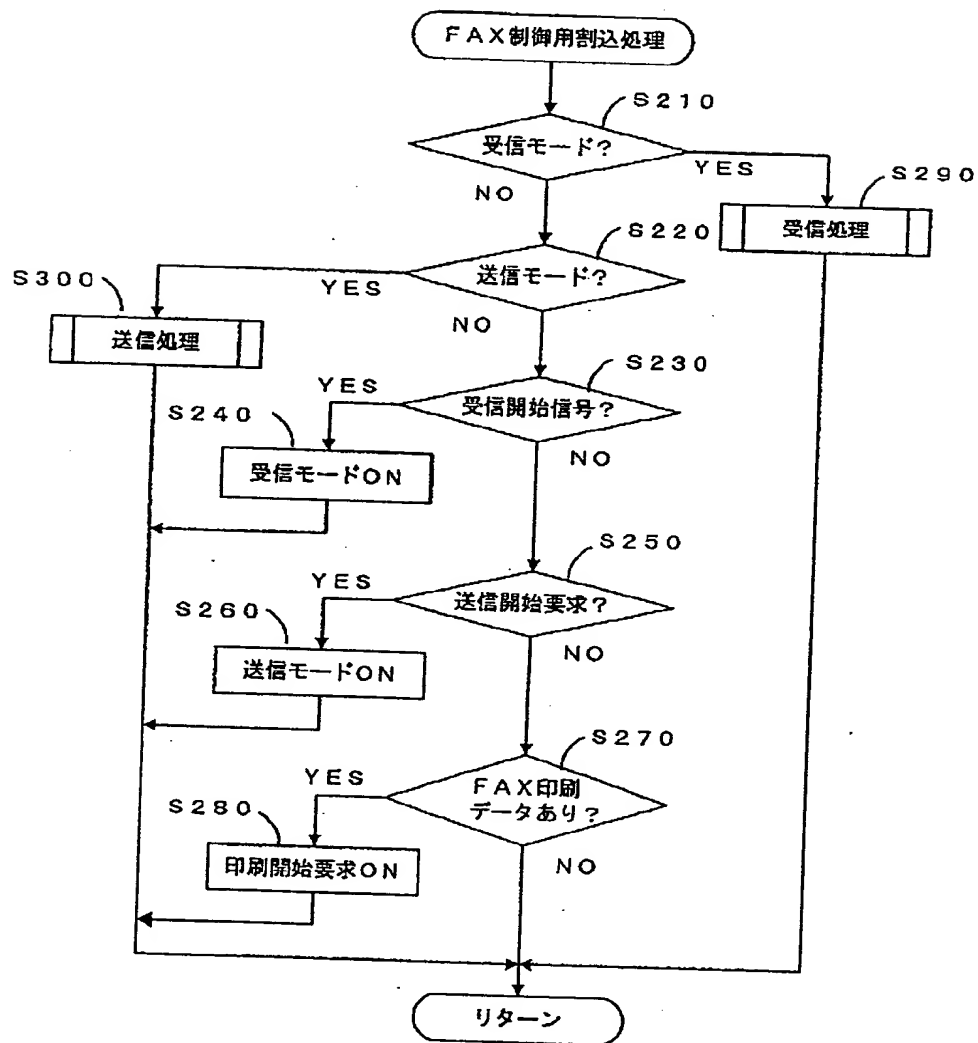 FAX制御用割込処理
S210
受信モード?
YES
NO
S290
受信処理
S220
送信モード?
YES
NO
S300
送信処理
S230
受信開始信号?
YES
NO
S240
受信モードON
S250
送信開始要求?
YES
NO
S260
送信モードON
S270
FAX印刷
データあり?
YES
NO
S280
印刷開始要求ON
リターン